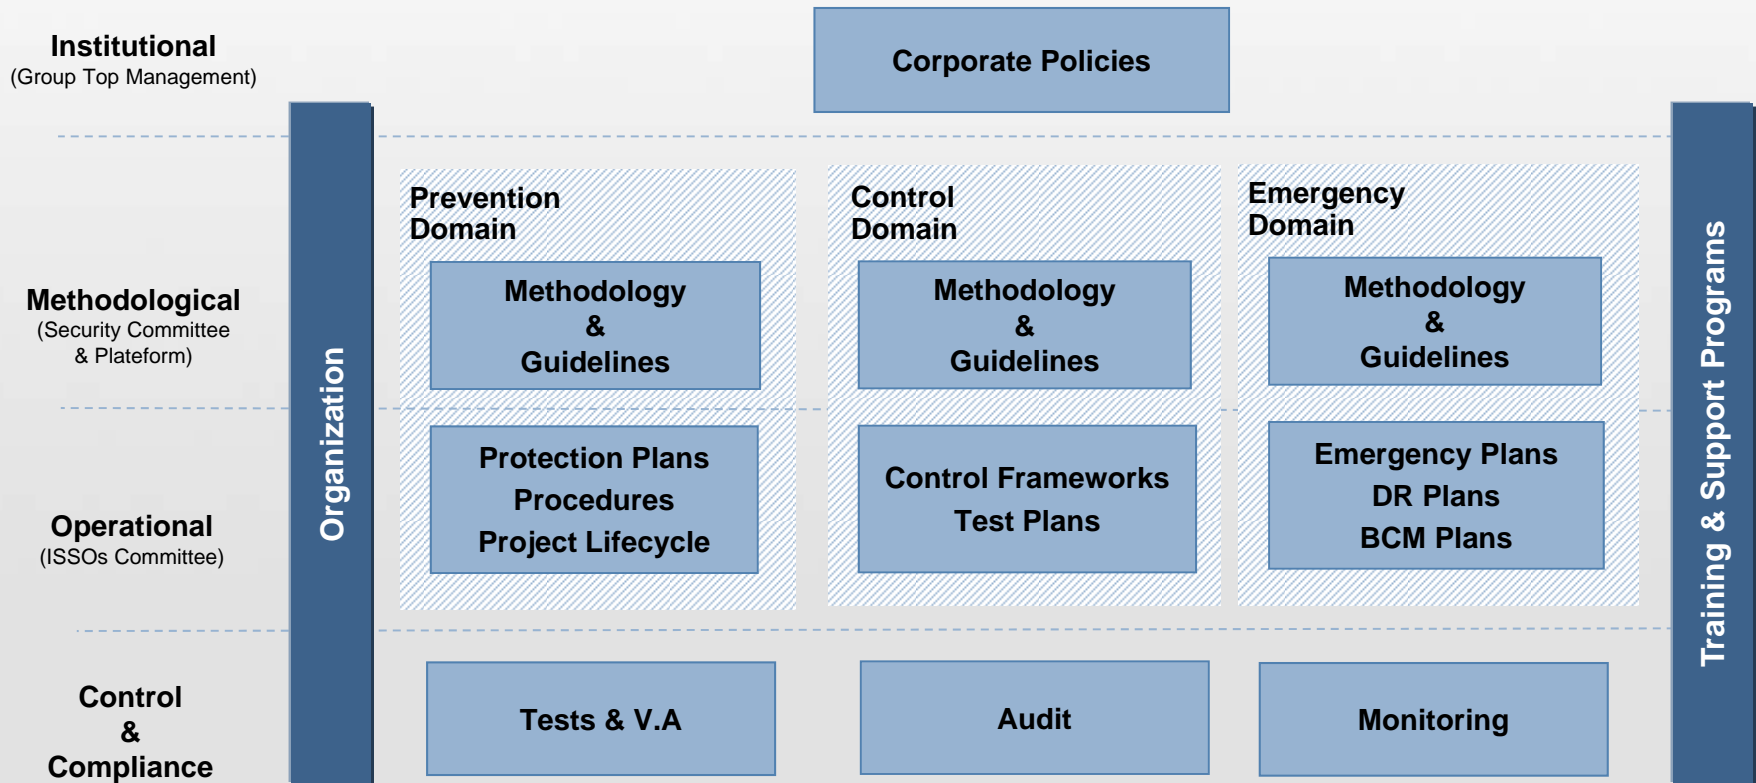 Institutional
(Group Top Management)
Corporate Policies
Organization
Training & Support Programs
Prevention
Domain
Control
Domain
Emergency
Domain
Methodological
(Security Committee
& Plateform)
Methodology
&
Guidelines
Methodology
&
Guidelines
Methodology
&
Guidelines
Operational
(ISSOs Committee)
Protection Plans
Procedures
Project Lifecycle
Control Frameworks
Test Plans
Emergency Plans
DR Plans
BCM Plans
Control
&
Compliance
Tests & V.A
Audit
Monitoring